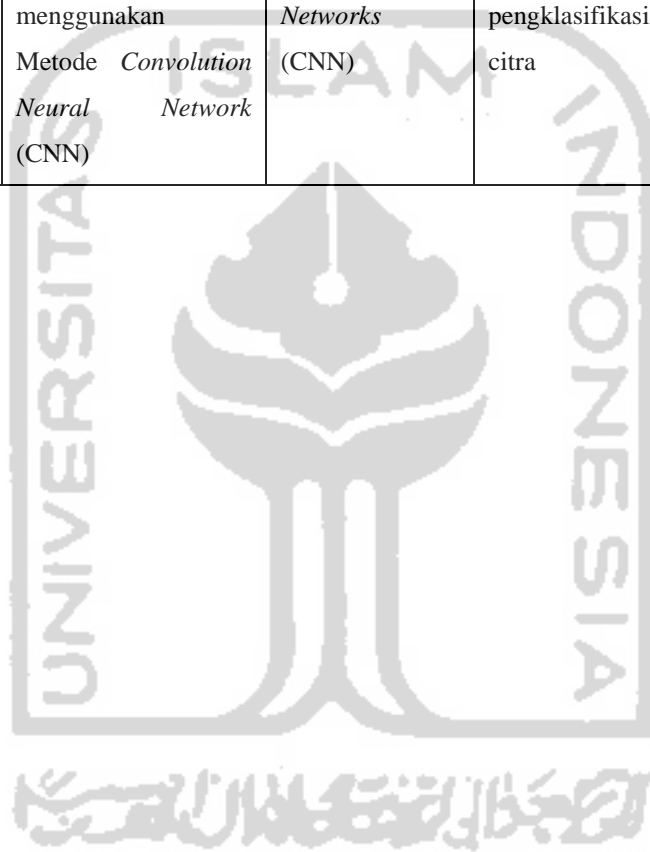 menggunakan
Metode Convolution
Neural Network
(CNN)
Networks
(CNN)
pengklasifikasi
citra
ISLAM
UNIVERSITAS
INDONESIA